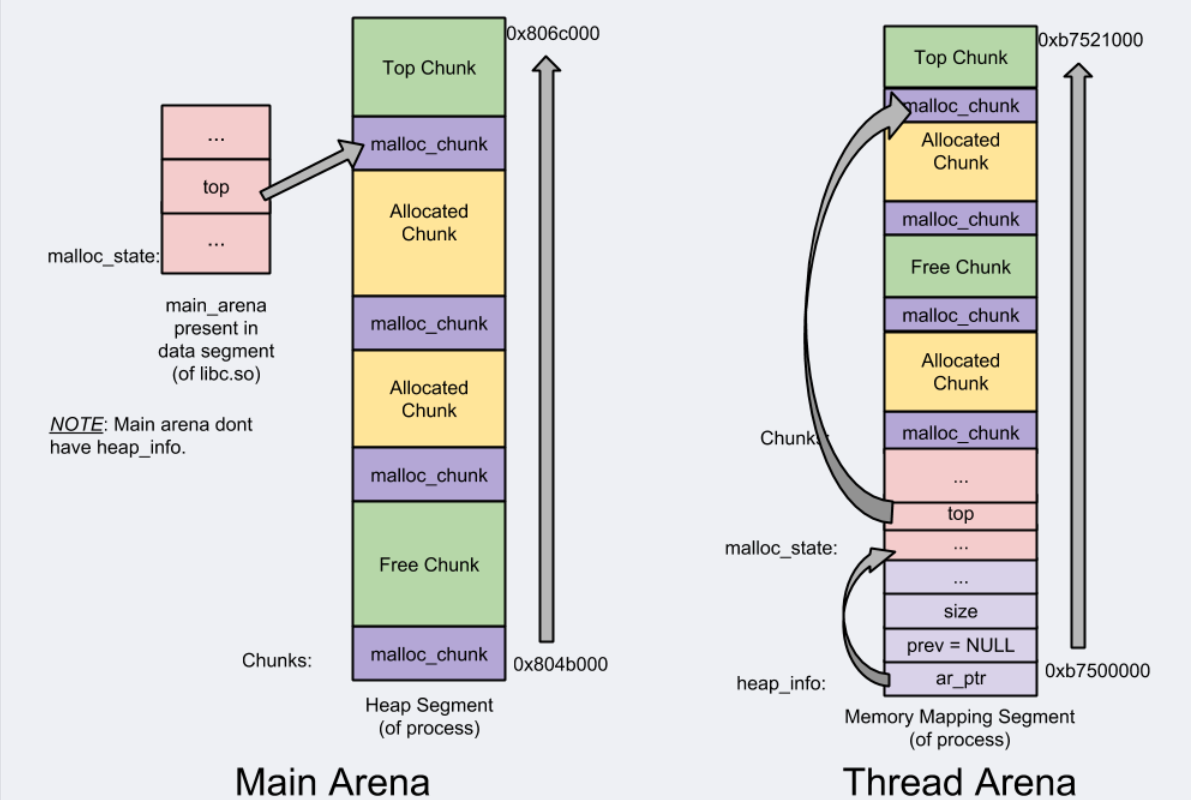 ...
top
...
malloc_state:
main_arena
present in
data segment
(of libc.so)
NOTE: Main arena dont
have heap_info.
0x806c000
Top Chunk
malloc_chunk
Allocated
Chunk
malloc_chunk
Allocated
Chunk
malloc_chunk
Free Chunk
Chunks:
malloc_chunk
0x804b000
Heap Segment
(of process)
Main Arena
0xb7521000
Top Chunk
malloc_chunk
Allocated
Chunk
malloc_chunk
Free Chunk
malloc_chunk
Allocated
Chunk
Chunks:
malloc_chunk
...
top
malloc_state:
...
...
size
prev = NULL
0xb7500000
heap_info:
ar_ptr
Memory Mapping Segment
(of process)
Thread Arena